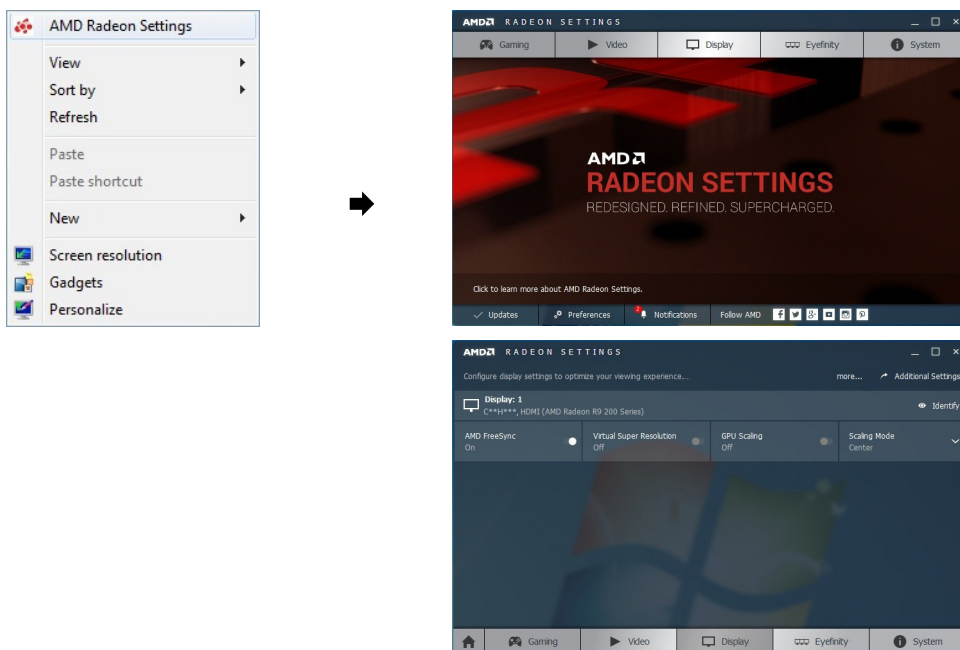 AMD Radeon Settings
View
Sort by
Refresh
Paste
Paste shortcut
New
Screen resolution
Gadgets
Personalize
AMD RADEON SETTINGS
Gaming Video Display Eyefinity System
AMD
RADEON SETTINGS
REDESIGNED. REFINED. SUPERCHARGED.
Click to learn more about AMD Radeon Settings.
Updates Preferences 2 Notifications Follow AMD
AMD RADEON SETTINGS
Configure display settings to optimize your viewing experience.... more... Additional Settings
Display: 1 Identify
C**H***, HDMI (AMD Radeon R9 200 Series)
AMD FreeSync Virtual Super Resolution GPU Scaling Scaling Mode
On Off Off Center
Gaming Video Display Eyefinity System